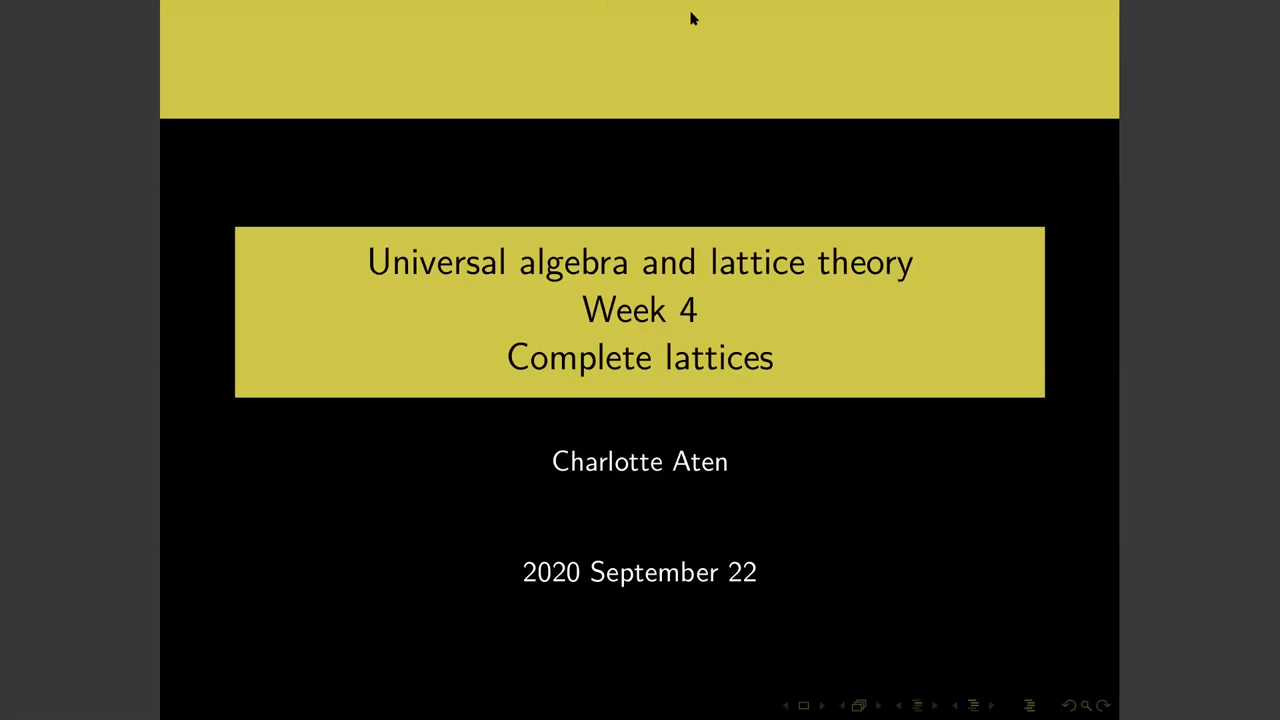 Universal algebra and lattice theory
Week 4
Complete lattices
Charlotte Aten
2020 September 22